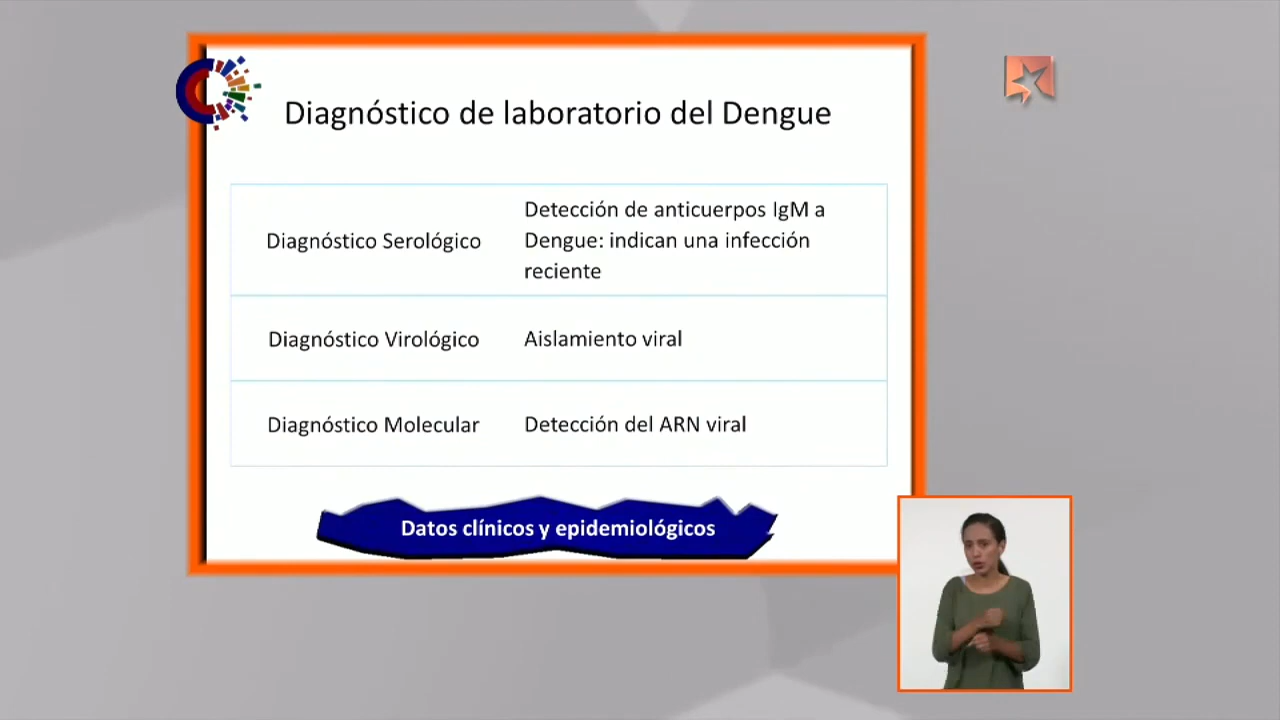 Diagnóstico de laboratorio del Dengue
Diagnóstico Serológico
Detección de anticuerpos IgM a
Dengue: indican una infección
reciente
Diagnóstico Virológico
Aislamiento viral
Diagnóstico Molecular
Detección del ARN viral
Datos clínicos y epidemiológicos